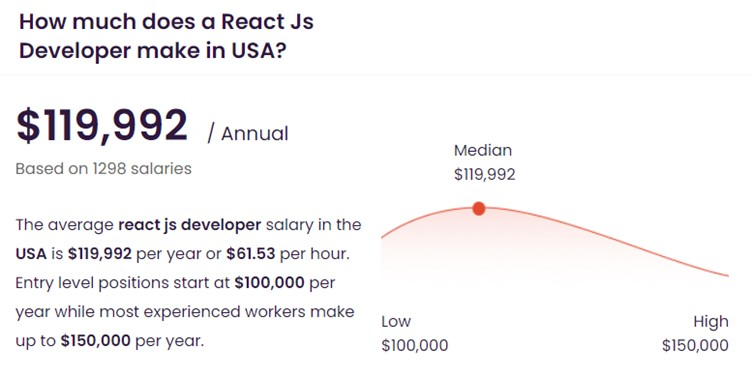 How much does a React Js
Developer make in USA?
$119,992 / Annual
Based on 1298 salaries
The average react js developer salary in the
USA is $119,992 per year or $61.53 per hour.
Entry level positions start at $100,000 per
year while most experienced workers make
up to $150,000 per year.
Median
$119,992
Low
$100,000
High
$150,000